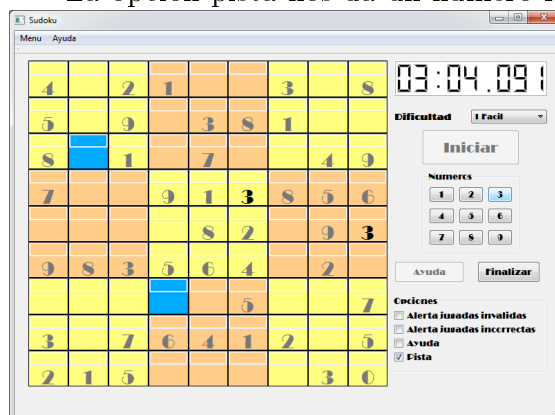 La opción pista nos da un número
Sudoku
Menu Ayuda
4 2 1 3 8
03:04.091
5 9 3 8 1
Dificultad 1 Facil
8 1 7 4 9
Iniciar
Numeros
7 9 1 3 8 5 6
1 2 3
8 2 9 3
4 5 6
7 8 9
9 8 3 5 6 4 2
Ayuda Finalizar
5 7
Opciones
Alerta jugadas invalidas
Alerta jugadas incorrectas
3 7 6 4 1 2 5
Ayuda
Pista
2 1 5 3